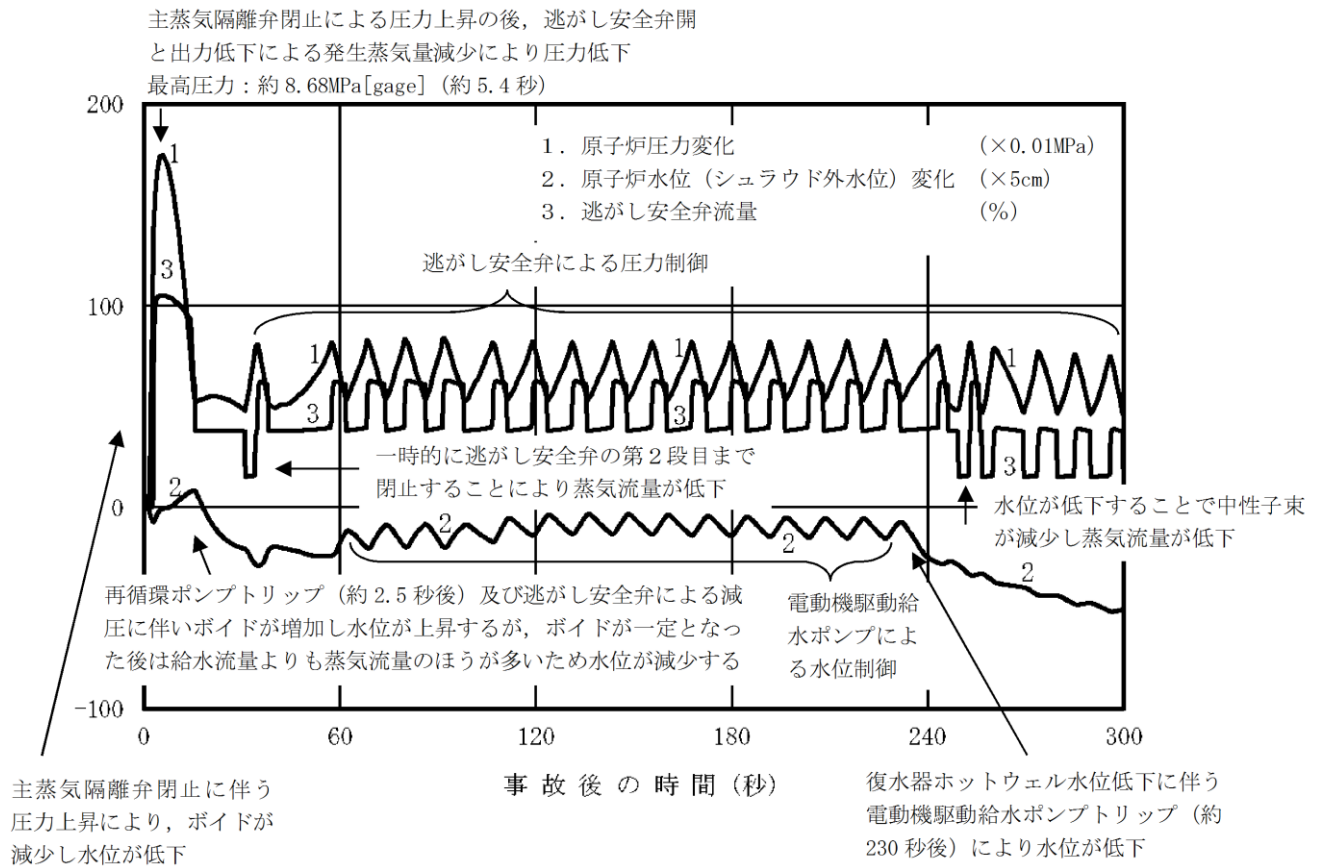 主蒸気隔離弁閉止による圧力上昇の後，逃がし安全弁開
と出力低下による発生蒸気量減少により圧力低下
最高圧力：約 8.68MPa[gage]（約 5.4 秒）
200
1
1. 原子炉圧力変化 (×0.01MPa)
2. 原子炉水位（シュラウド外水位）変化 (×5cm)
3. 逃がし安全弁流量 (%)
3
逃がし安全弁による圧力制御
100
1
1
1
3
3
一時的に逃がし安全弁の第２段目まで
閉止することにより蒸気流量が低下
3
2
0
水位が低下することで中性子束
が減少し蒸気流量が低下
2
2
2
再循環ポンプトリップ（約 2.5 秒後）及び逃がし安全弁による減
圧に伴いボイドが増加し水位が上昇するが，ボイドが一定となっ
た後は給水流量よりも蒸気流量のほうが多いため水位が減少する
電動機駆動給
水ポンプによ
る水位制御
-100
0
60
120
180
240
300
事故後の時間（秒）
主蒸気隔離弁閉止に伴う
圧力上昇により，ボイドが
減少し水位が低下
復水器ホットウェル水位低下に伴う
電動機駆動給水ポンプトリップ（約
230 秒後）により水位が低下